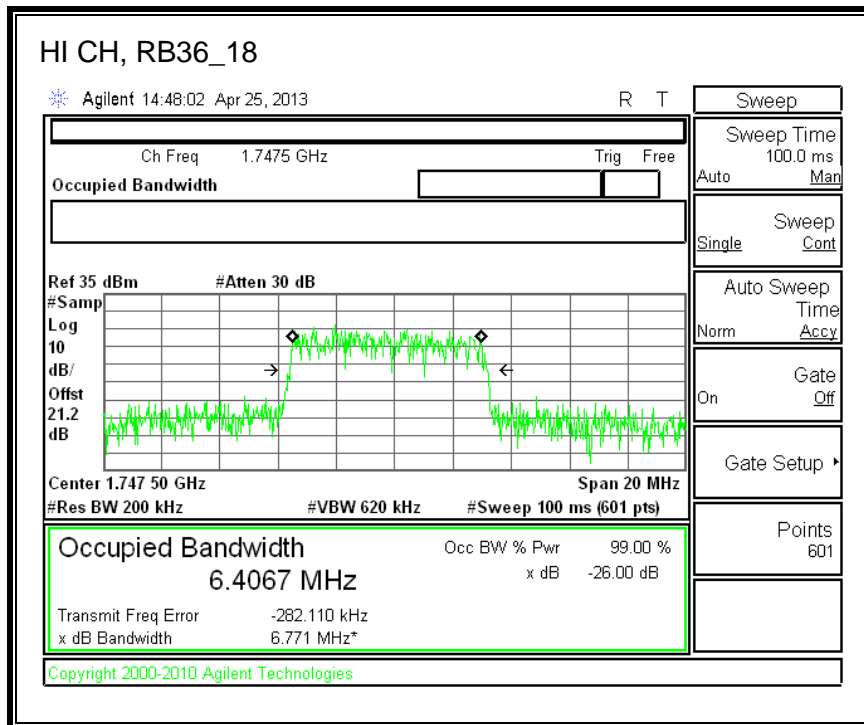 HI CH, RB36_18
Agilent 14:48:02 Apr 25, 2013 R T
Ch Freq 1.7475 GHz Trig Free
Occupied Bandwidth
Ref 35 dBm #Atten 30 dB
#Samp
Log
10
dB/
Offst
21.2
dB
Center 1.747 50 GHz Span 20 MHz
#Res BW 200 kHz #VBW 620 kHz #Sweep 100 ms (601 pts)
Occupied Bandwidth Occ BW % Pwr 99.00 %
6.4067 MHz x dB -26.00 dB
Transmit Freq Error -282.110 kHz
x dB Bandwidth 6.771 MHz*
Copyright 2000-2010 Agilent Technologies
Sweep
Sweep Time
100.0 ms
Auto Man
Sweep
Single Cont
Auto Sweep
Time
Norm Accy
Gate
On Off
Gate Setup
Points
601